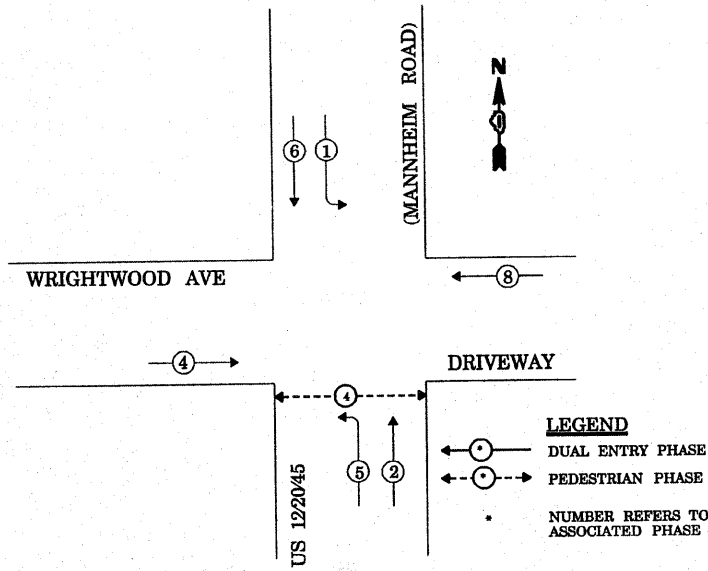 (MANNHEIM ROAD)
N
6
1
WRIGHTWOOD AVE
8
4
DRIVEWAY
4
5
2
US 12/20/45
LEGEND
* DUAL ENTRY PHASE
* PEDESTRIAN PHASE
* NUMBER REFERS TO
ASSOCIATED PHASE